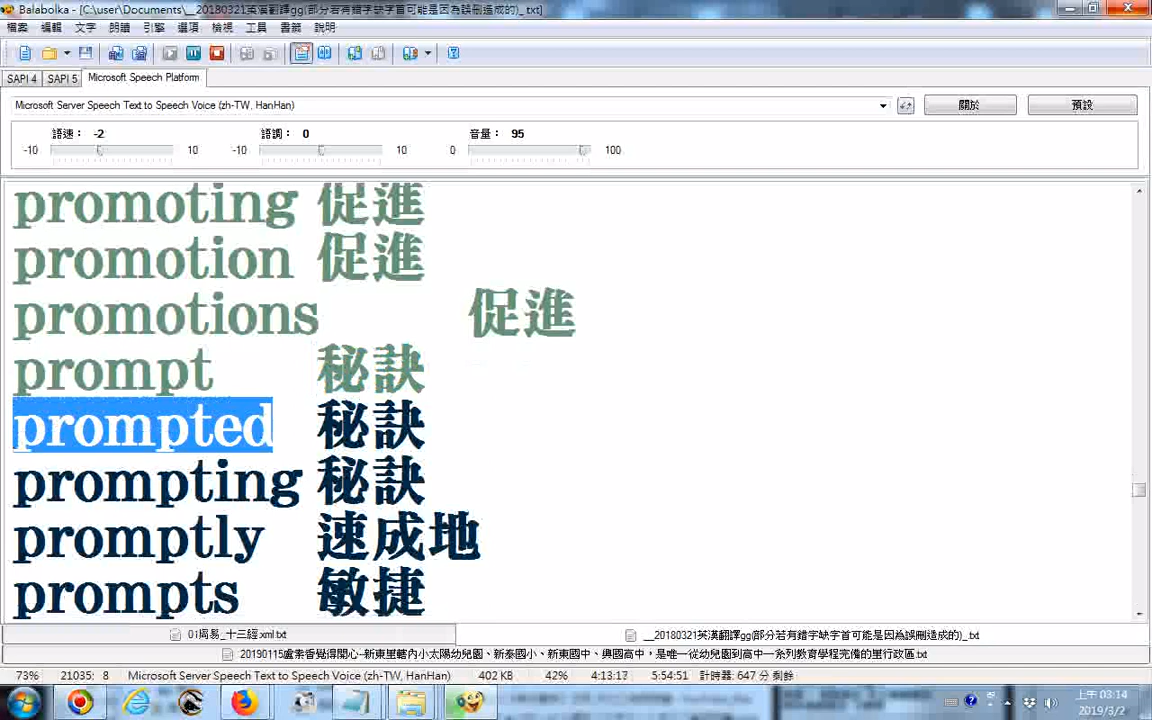 Balabolka - [C:\user\Documents\__20180321英漢翻譯gg(部分若有錯字缺字首可能是因為誤刪造成的)_.txt]
檔案 編輯 文字 朗讀 引擎 選項 檢視 工具 書籤 說明
SAPI 4 SAPI 5 Microsoft Speech Platform
Microsoft Server Speech Text to Speech Voice (zh-TW, HanHan) 關於 預設
語速： -2 語調： 0 音量： 95
-10 10 -10 10 0 100
promoting 促進
promotion 促進
promotions 促進
prompt 秘訣
prompted 秘訣
prompting 秘訣
promptly 速成地
prompts 敏捷
01周易_十三經.xml.txt __20180321英漢翻譯gg(部分若有錯字缺字首可能是因為誤刪造成的)_.txt
20190115盧素香覺得開心-新東里轄內小太陽幼兒園、新泰國小、新東國中、興國高中，是唯一從幼兒園到高中一系列教育學程完備的里行政區.txt
73% 21035: 8 Microsoft Server Speech Text to Speech Voice (zh-TW, HanHan) 402 KB 42% 4:13:13 5:54:51 計時器: 647 分 剩餘
上午 03:14
2019/3/2